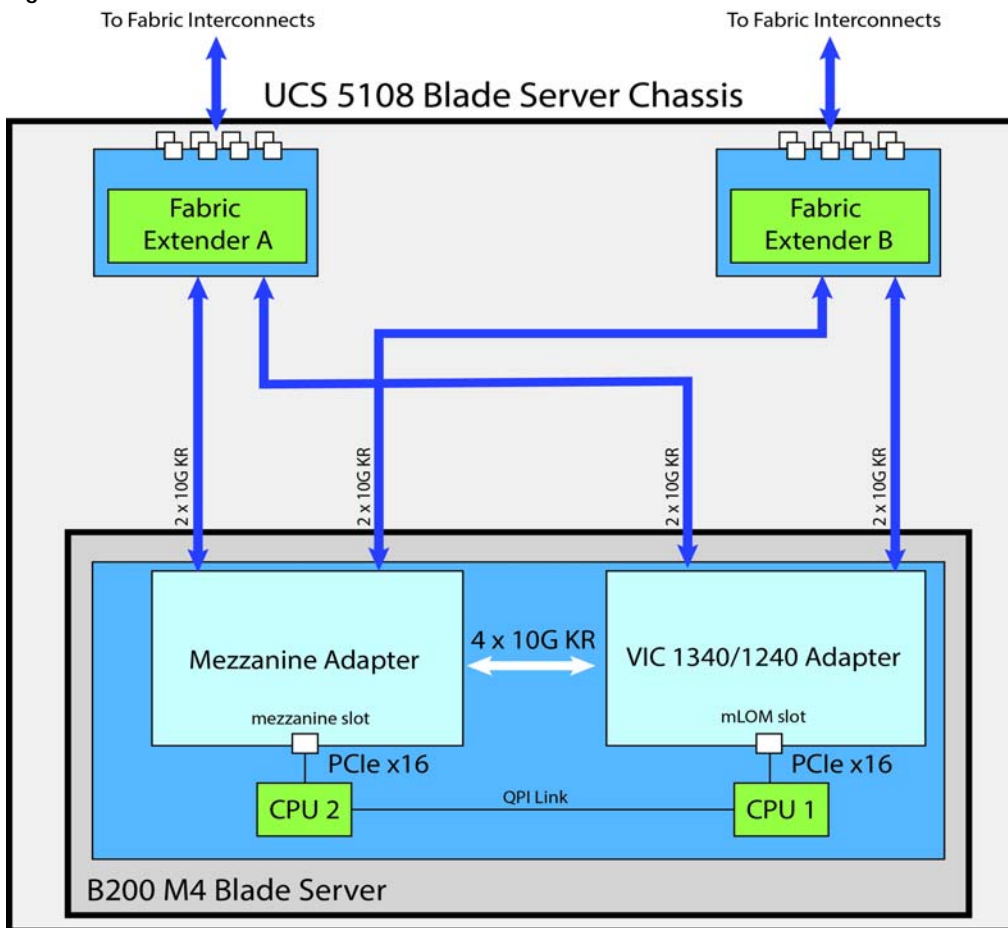 To Fabric Interconnects
To Fabric Interconnects
UCS 5108 Blade Server Chassis
Fabric
Extender A
Fabric
Extender B
2 x 10G KR
2 x 10G KR
2 x 10G KR
2 x 10G KR
Mezzanine Adapter
4 x 10G KR
VIC 1340/1240 Adapter
mezzanine slot
mLOM slot
PCIe x16
PCIe x16
CPU 2
QPI Link
CPU 1
B200 M4 Blade Server